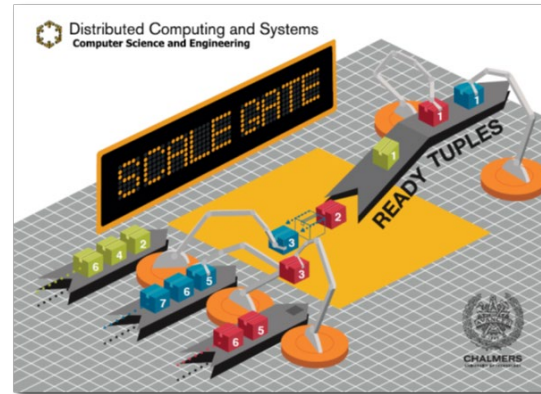 Distributed Computing and Systems
Computer Science and Engineering
SCALE GATE
1
1
1
READY TUPLES
2
3
3
2
4
6
5
6
7
5
6
CHALMERS